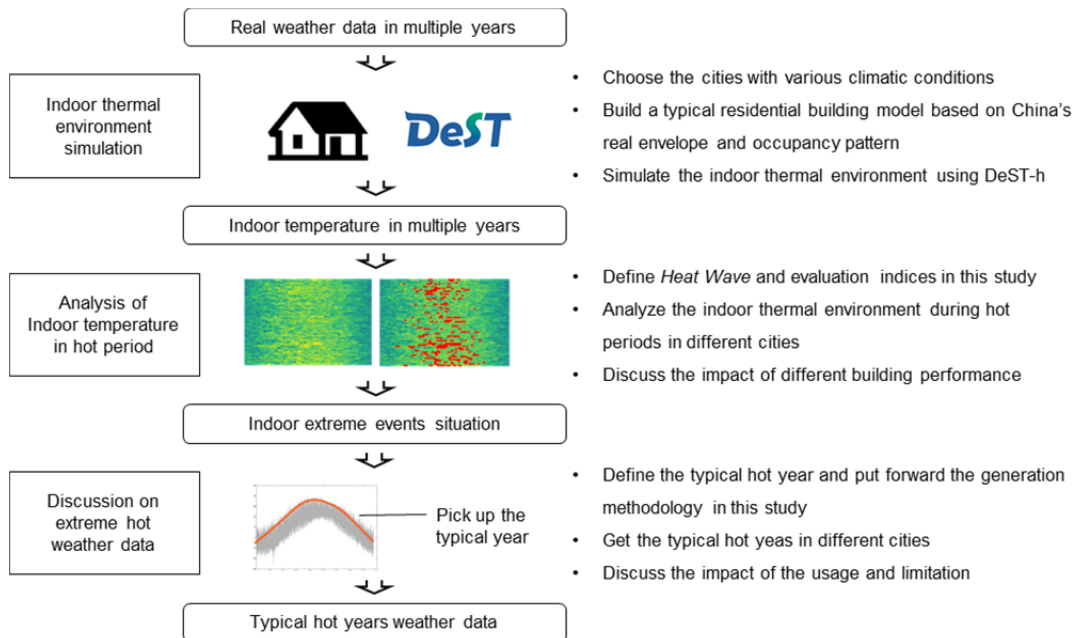 Real weather data in multiple years
Indoor thermal
environment
simulation
DeST
• Choose the cities with various climatic conditions
• Build a typical residential building model based on China's
real envelope and occupancy pattern
• Simulate the indoor thermal environment using DeST-h
Indoor temperature in multiple years
Analysis of
Indoor temperature
in hot period
• Define Heat Wave and evaluation indices in this study
• Analyze the indoor thermal environment during hot
periods in different cities
• Discuss the impact of different building performance
Indoor extreme events situation
Discussion on
extreme hot
weather data
Pick up the
typical year
• Define the typical hot year and put forward the generation
methodology in this study
• Get the typical hot yeas in different cities
• Discuss the impact of the usage and limitation
Typical hot years weather data